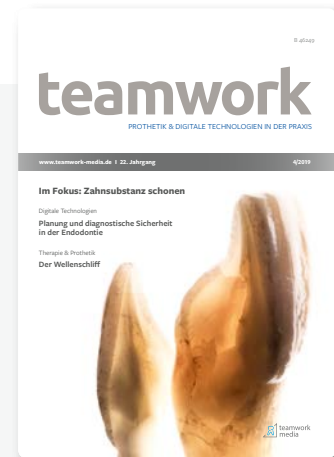 B 46249
teamwork
PROTHETIK & DIGITALE TECHNOLOGIEN IN DER PRAXIS
www.teamwork-media.de I 22. Jahrgang 4/2019
Im Fokus: Zahnsubstanz schonen
Digitale Technologien
Planung und diagnostische Sicherheit
in der Endodontie
Therapie & Prothetik
Der Wellenschliff
teamwork
media